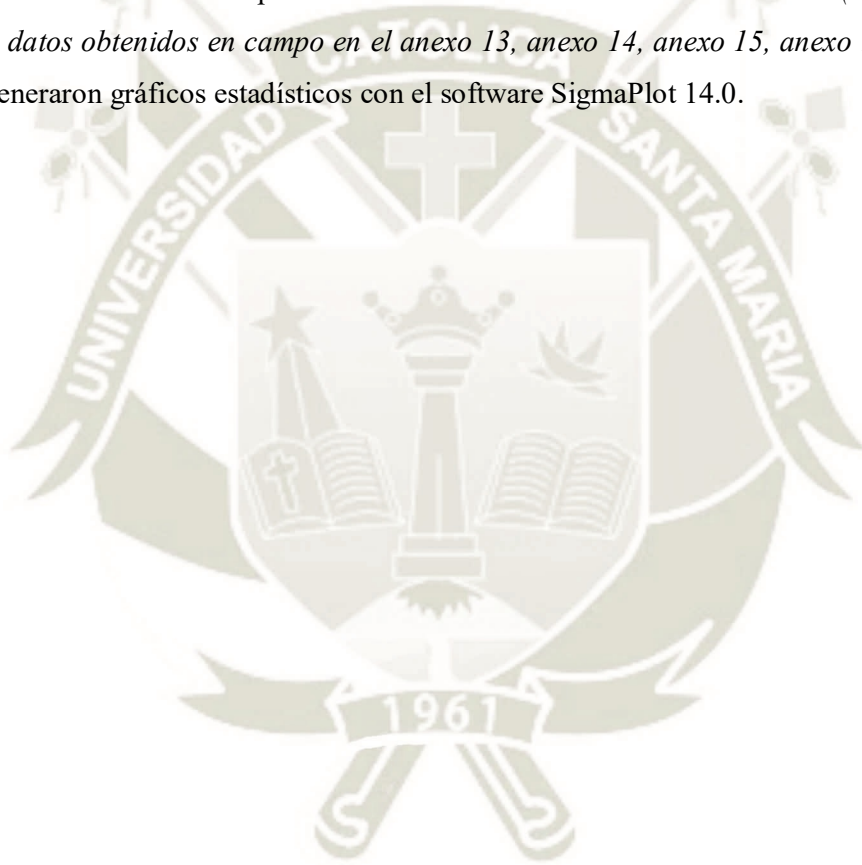 datos obtenidos en campo en el anexo 13, anexo 14, anexo 15, anexo
eneraron gráficos estadísticos con el software SigmaPlot 14.0.
UNIVERSIDAD CATOLICA SANTA MARIA
1961